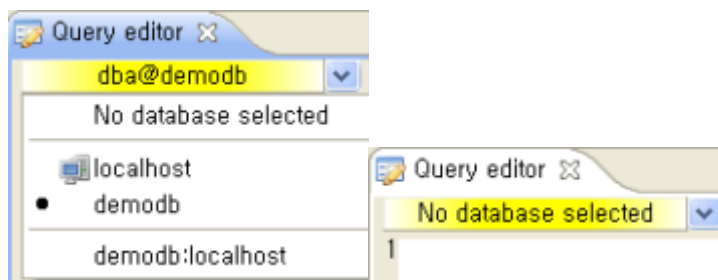 Query editor
dba@demodb
No database selected
localhost
demodb
demodb:localhost
Query editor
No database selected
1